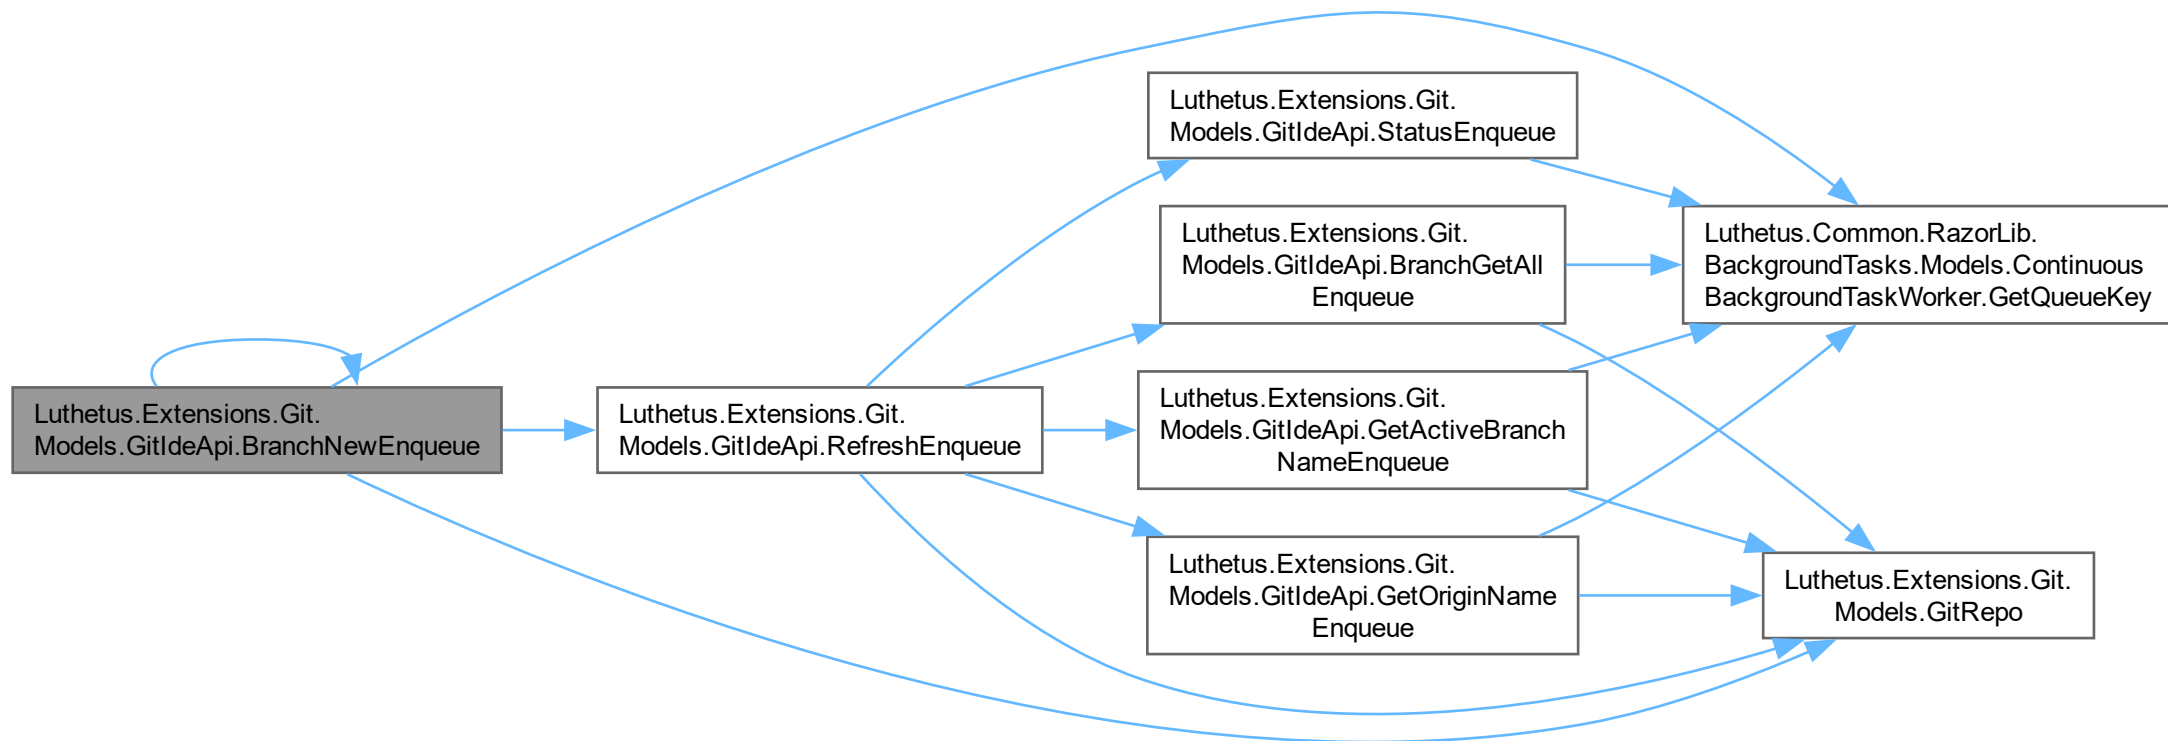 Luthetus.Extensions.Git.
Models.GitIdeApi.BranchNewEnqueue
Luthetus.Extensions.Git.
Models.GitIdeApi.RefreshEnqueue
Luthetus.Extensions.Git.
Models.GitIdeApi.StatusEnqueue
Luthetus.Extensions.Git.
Models.GitIdeApi.BranchGetAll
Enqueue
Luthetus.Extensions.Git.
Models.GitIdeApi.GetActiveBranch
NameEnqueue
Luthetus.Extensions.Git.
Models.GitIdeApi.GetOriginName
Enqueue
Luthetus.Common.RazorLib.
BackgroundTasks.Models.Continuous
BackgroundTaskWorker.GetQueueKey
Luthetus.Extensions.Git.
Models.GitRepo